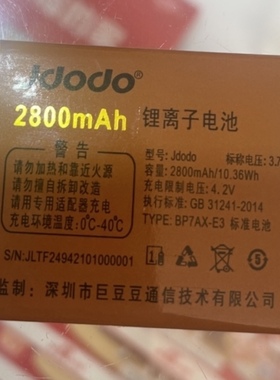 Jdodo®
2800mAh 锂离子电池
警告
请勿加热和靠近火源
请勿擅自拆卸改造
请使用专用适配器充电
充电环境温度0℃-40℃
型号：Jdodo 标称电压：3.7
容量：2800mAh/10.36Wh
充电限制电压：4.2V
执行标准：GB 31241-2014
TYPE：BP7AX-E3 标准电池
S/N:JLTF24942101000001
监制：深圳市巨豆豆通信技术有限公司